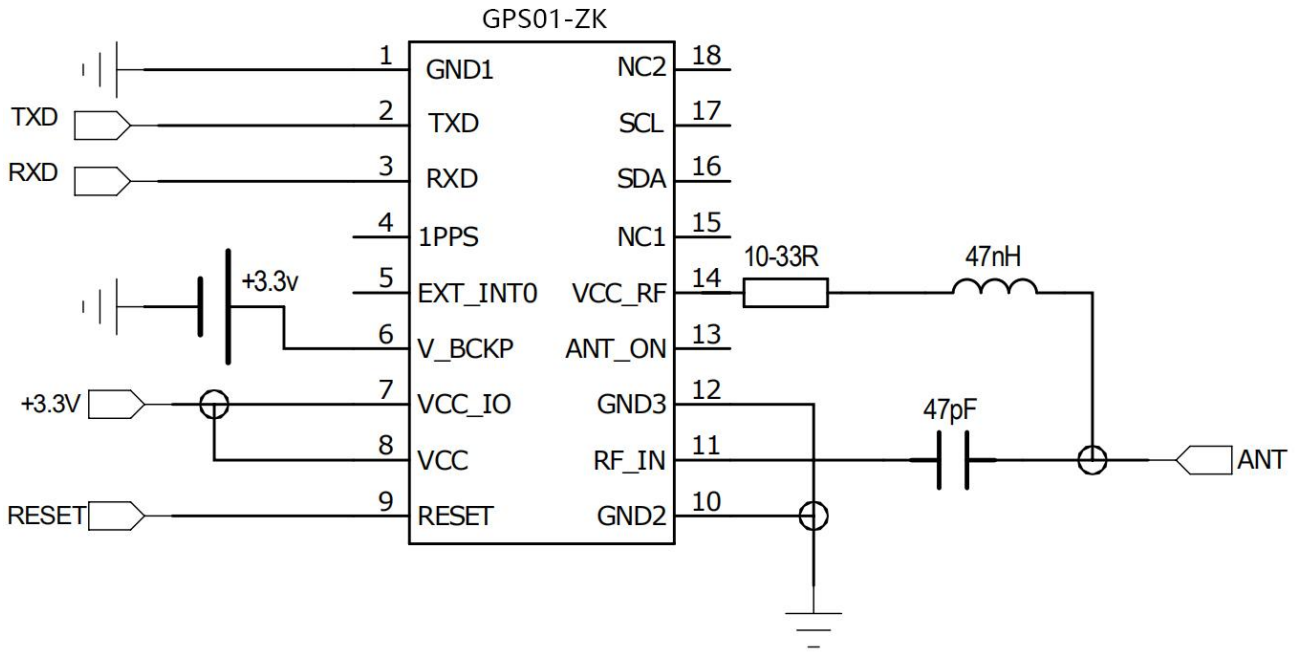 GPS01-ZK
1 GND1 NC2 18
TXD 2 TXD SCL 17
RXD 3 RXD SDA 16
4 1PPS NC1 15
+3.3v 5 EXT_INT0 VCC_RF 14 10-33R 47nH
6 V_BCKP ANT_ON 13
+3.3V 7 VCC_IO GND3 12 47pF
8 VCC RF_IN 11 ANT
RESET 9 RESET GND2 10